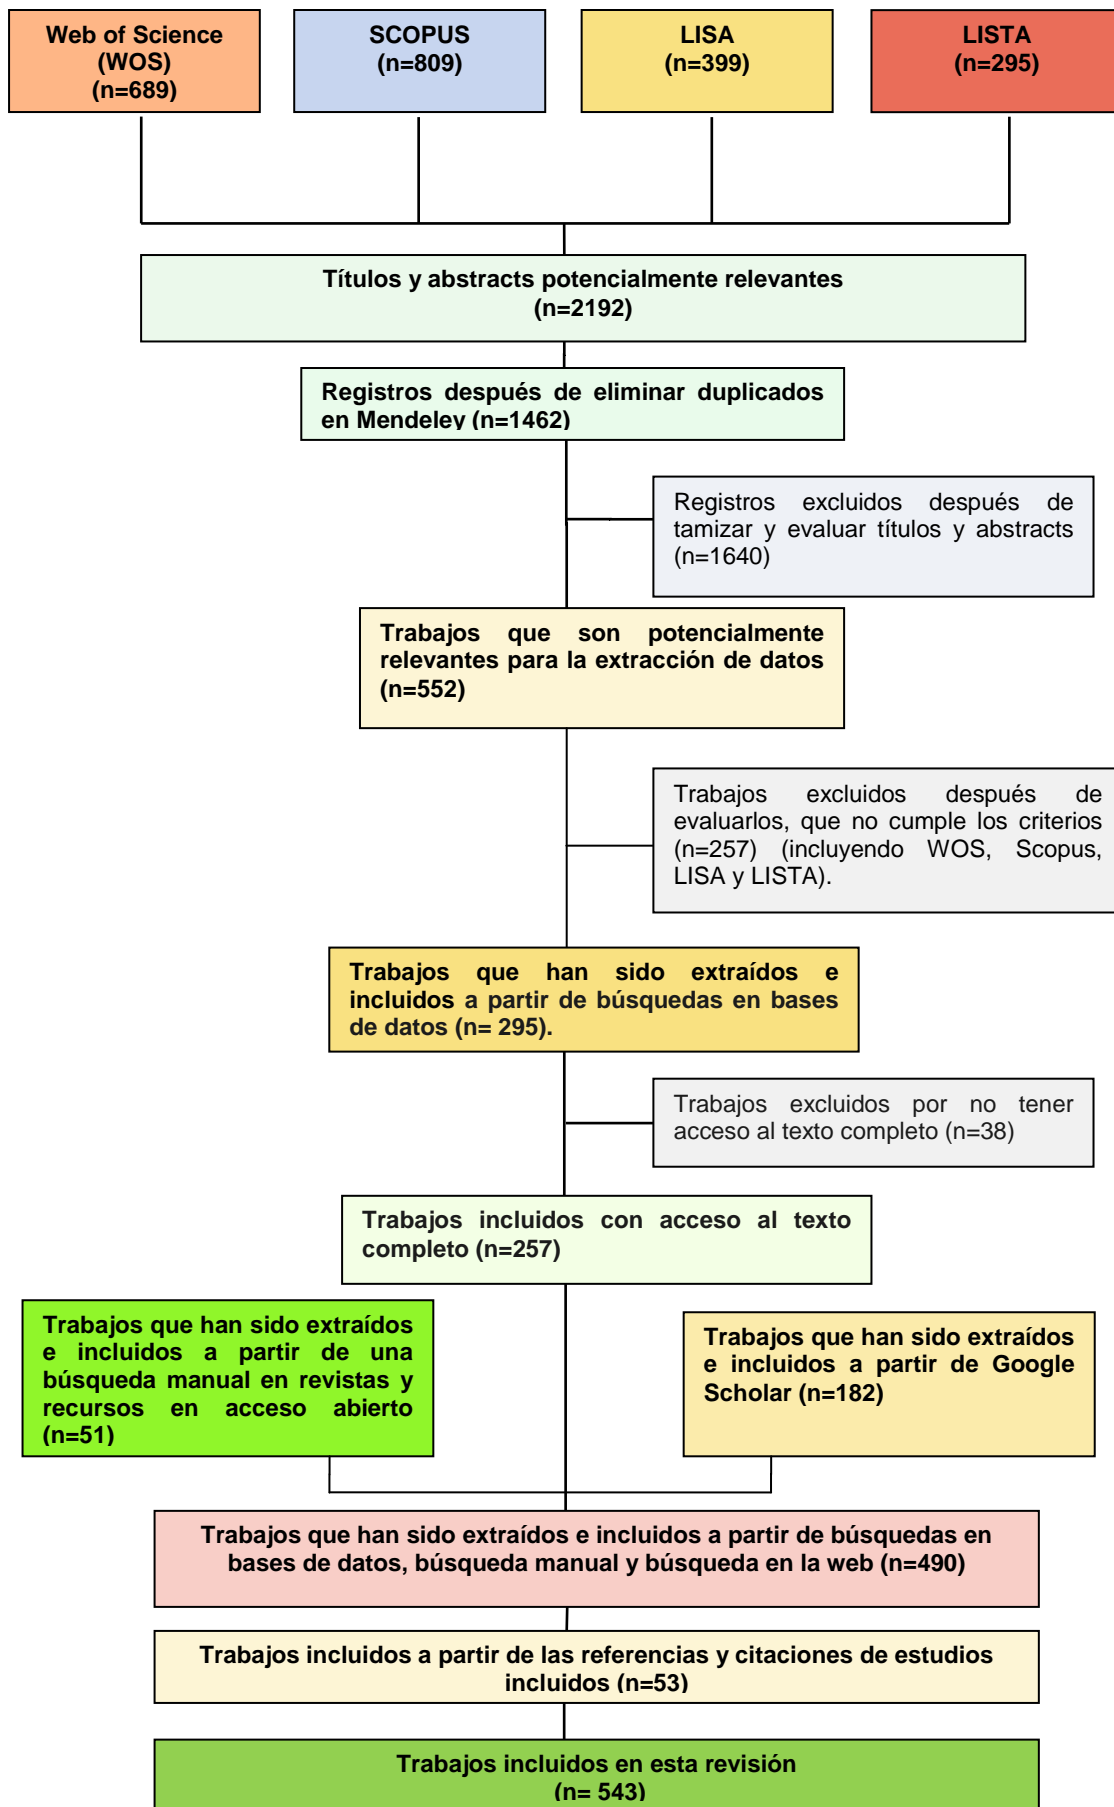 Web of Science
(WOS)
(n=689)
SCOPUS
(n=809)
LISA
(n=399)
LISTA
(n=295)
Títulos y abstracts potencialmente relevantes
(n=2192)
Registros después de eliminar duplicados
en Mendeley (n=1462)
Registros excluidos después de
tamizar y evaluar títulos y abstracts
(n=1640)
Trabajos que son potencialmente
relevantes para la extracción de datos
(n=552)
Trabajos excluidos después de
evaluarlos, que no cumple los criterios
(n=257) (incluyendo WOS, Scopus,
LISA y LISTA).
Trabajos que han sido extraídos e
incluidos a partir de búsquedas en bases
de datos (n= 295).
Trabajos excluidos por no tener
acceso al texto completo (n=38)
Trabajos incluidos con acceso al texto
completo (n=257)
Trabajos que han sido extraídos
e incluidos a partir de una
búsqueda manual en revistas y
recursos en acceso abierto
(n=51)
Trabajos que han sido extraídos
e incluidos a partir de Google
Scholar (n=182)
Trabajos que han sido extraídos e incluidos a partir de búsquedas en
bases de datos, búsqueda manual y búsqueda en la web (n=490)
Trabajos incluidos a partir de las referencias y citaciones de estudios
incluidos (n=53)
Trabajos incluidos en esta revisión
(n= 543)